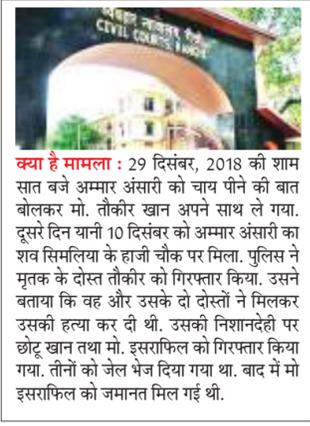 व्यवहार न्यायालय राँची
CIVIL COURTS RANCHI
क्या है मामला : 29 दिसंबर, 2018 की शाम
सात बजे अम्मार अंसारी को चाय पीने की बात
बोलकर मो. तौकीर खान अपने साथ ले गया.
दूसरे दिन यानी 10 दिसंबर को अम्मार अंसारी का
शव सिमलिया के हाजी चौक पर मिला. पुलिस ने
मृतक के दोस्त तौकीर को गिरफ्तार किया. उसने
बताया कि वह और उसके दो दोस्तों ने मिलकर
उसकी हत्या कर दी थी. उसकी निशानदेही पर
छोटू खान तथा मो. इसराफिल को गिरफ्तार किया
गया. तीनों को जेल भेज दिया गया था. बाद में मो
इसराफिल को जमानत मिल गई थी.